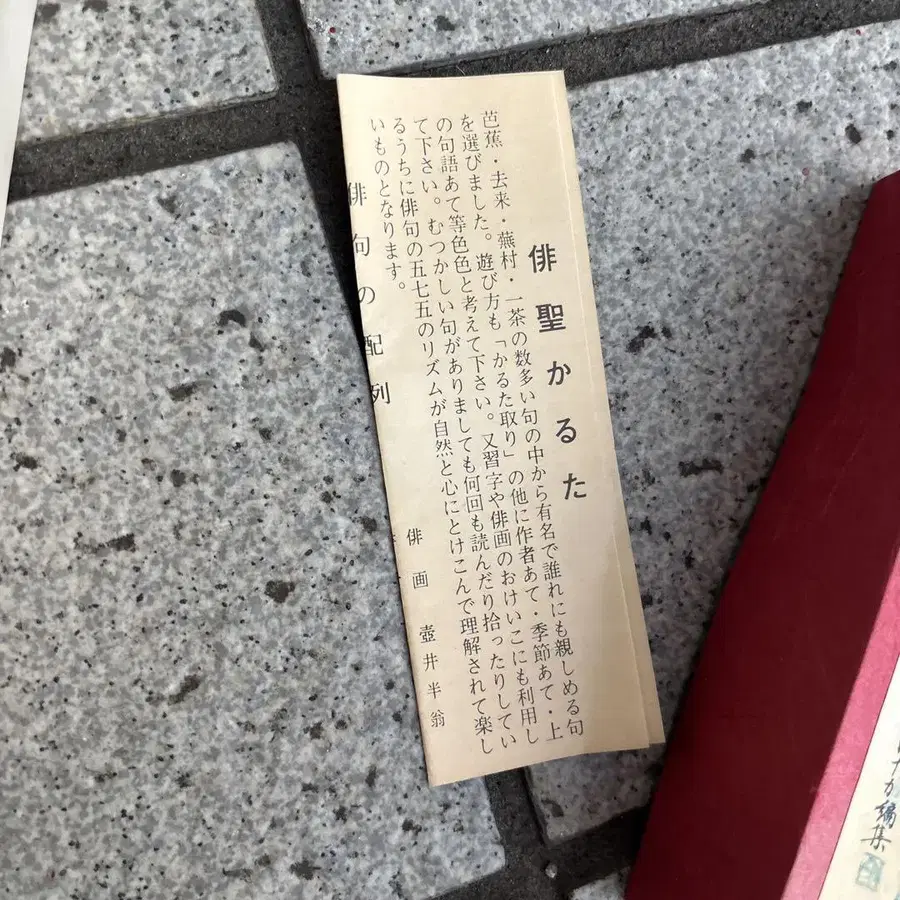 俳聖かるた
芭蕉・去来・蕪村・一茶の数多い句の中から有名で誰れにも親しめる句
を選びました。遊び方も「かるた取り」の他に作者あて・季節あて・上
の句語あて等色色と考えて下さい。又習字や俳画のおけいこにも利用し
て下さい。むつかしい句がありましても何回も読んだり拾ったりしてい
るうちに俳句の五七五のリズムが自然と心にとけこんで理解されて楽し
いものとなります。
俳画 壺井半翁
俳句の配列
編集